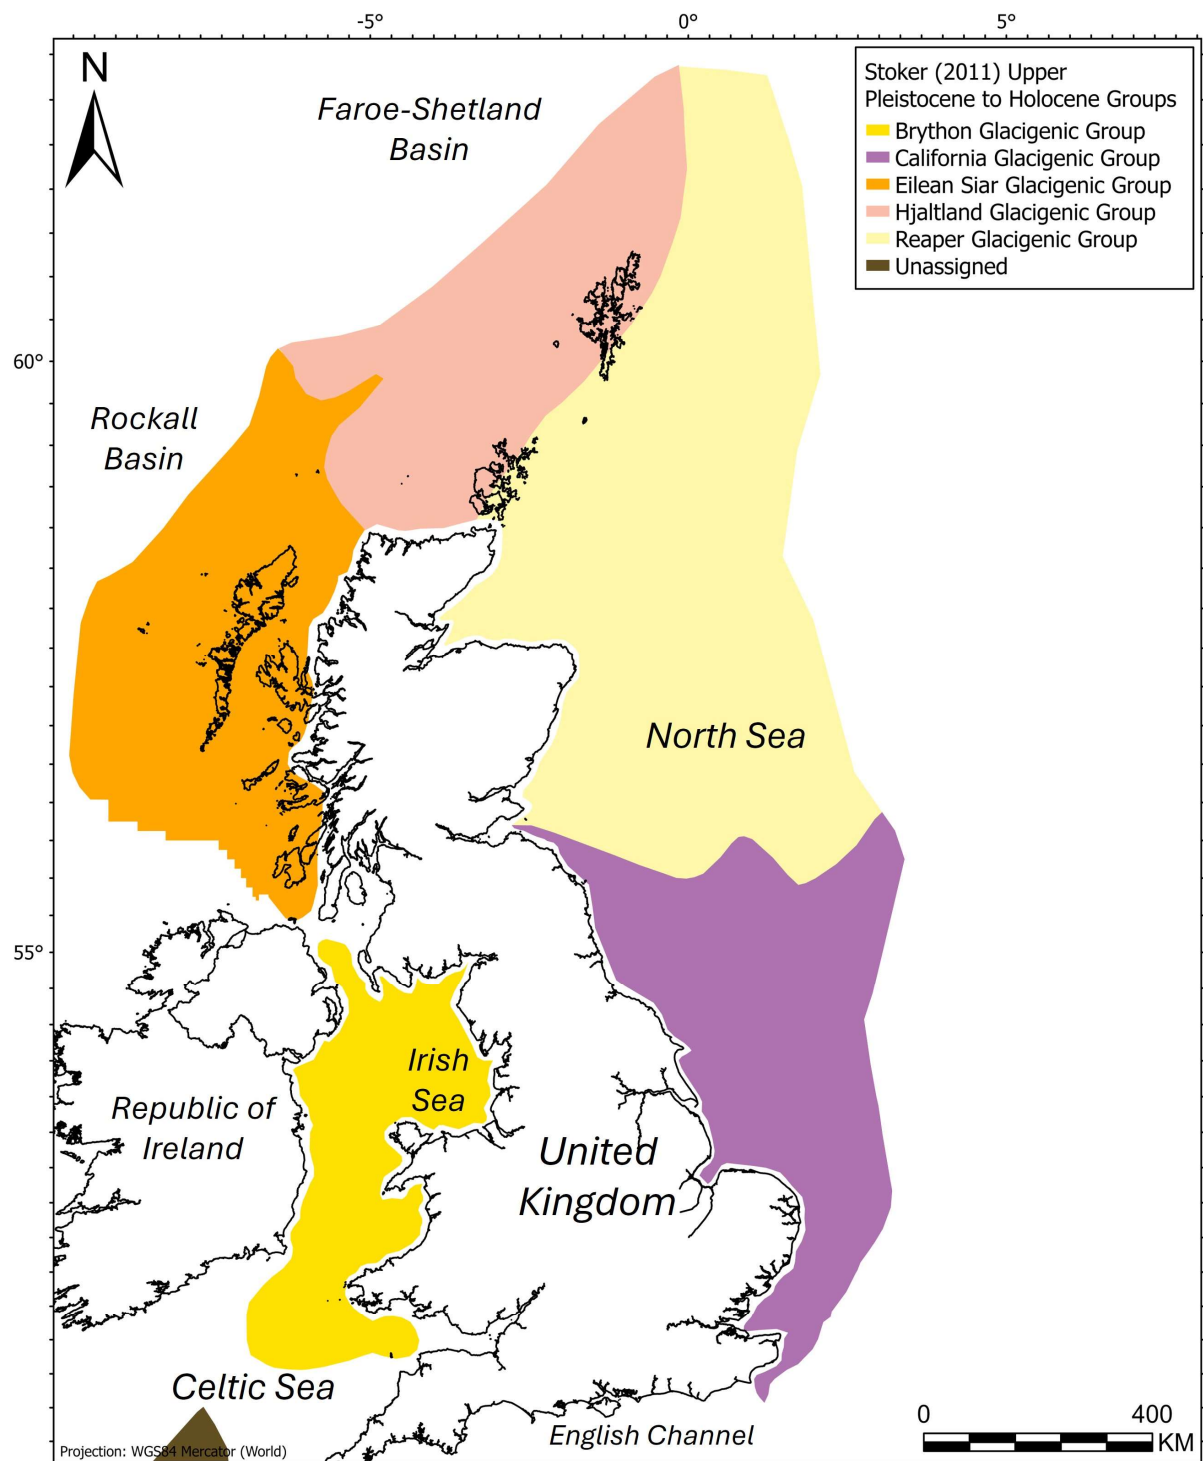 -5°
0°
5°
N
Faroe-Shetland
Basin
Stoker (2011) Upper
Pleistocene to Holocene Groups
Brython Glacigenic Group
California Glacigenic Group
Eilean Siar Glacigenic Group
Hjaltland Glacigenic Group
Reaper Glacigenic Group
Unassigned
60°
Rockall
Basin
North Sea
55°
Irish
Sea
Republic of
Ireland
United
Kingdom
Celtic Sea
English Channel
0
400
KM
Projection: WGS84 Mercator (World)